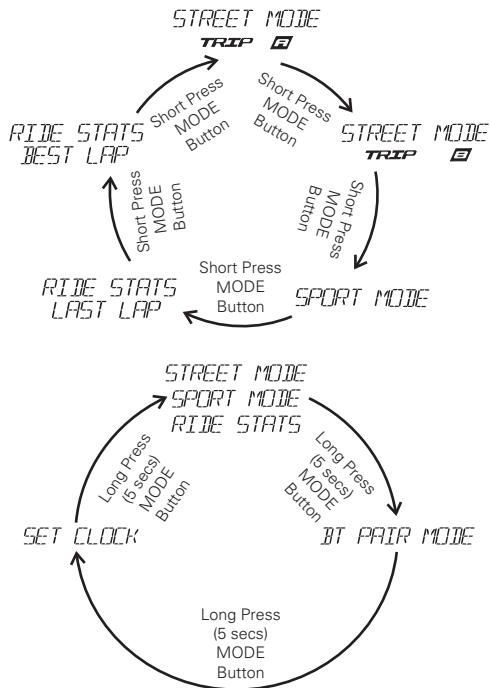 STREET MODE
TRIP A
Short Press
MODE
Button
Short Press
MODE
Button
RIDE STATS
BEST LAP
STREET MODE
TRIP B
Short Press
MODE
Button
Short Press
MODE
Button
Short Press
MODE
Button
RIDE STATS
LAST LAP
SPORT MODE
STREET MODE
SPORT MODE
RIDE STATS
Long Press
(5 secs)
MODE
Button
Long Press
(5 secs)
MODE
Button
SET CLOCK
BT PAIR MODE
Long Press
(5 secs)
MODE
Button